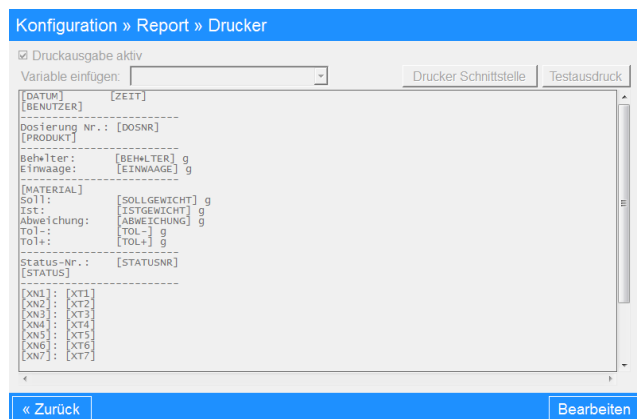 Konfiguration » Report » Drucker
Druckausgabe aktiv
Variable einfügen: Drucker Schnittstelle Testausdruck
[DATUM] [ZEIT]
[BENUTZER]
-------------------------
Dosierung Nr.: [DOSNR]
[PRODUKT]
-------------------------
Beh◆lter: [BEH◆LTER] g
Einwaage: [EINWAAGE] g
-------------------------
[MATERIAL]
Soll: [SOLLGEWICHT] g
Ist: [ISTGEWICHT] g
Abweichung: [ABWEICHUNG] g
Tol-: [TOL-] g
Tol+: [TOL+] g
-------------------------
Status-Nr.: [STATUSNR]
[STATUS]
-------------------------
[XN1]: [XT1]
[XN2]: [XT2]
[XN3]: [XT3]
[XN4]: [XT4]
[XN5]: [XT5]
[XN6]: [XT6]
[XN7]: [XT7]
« Zurück Bearbeiten